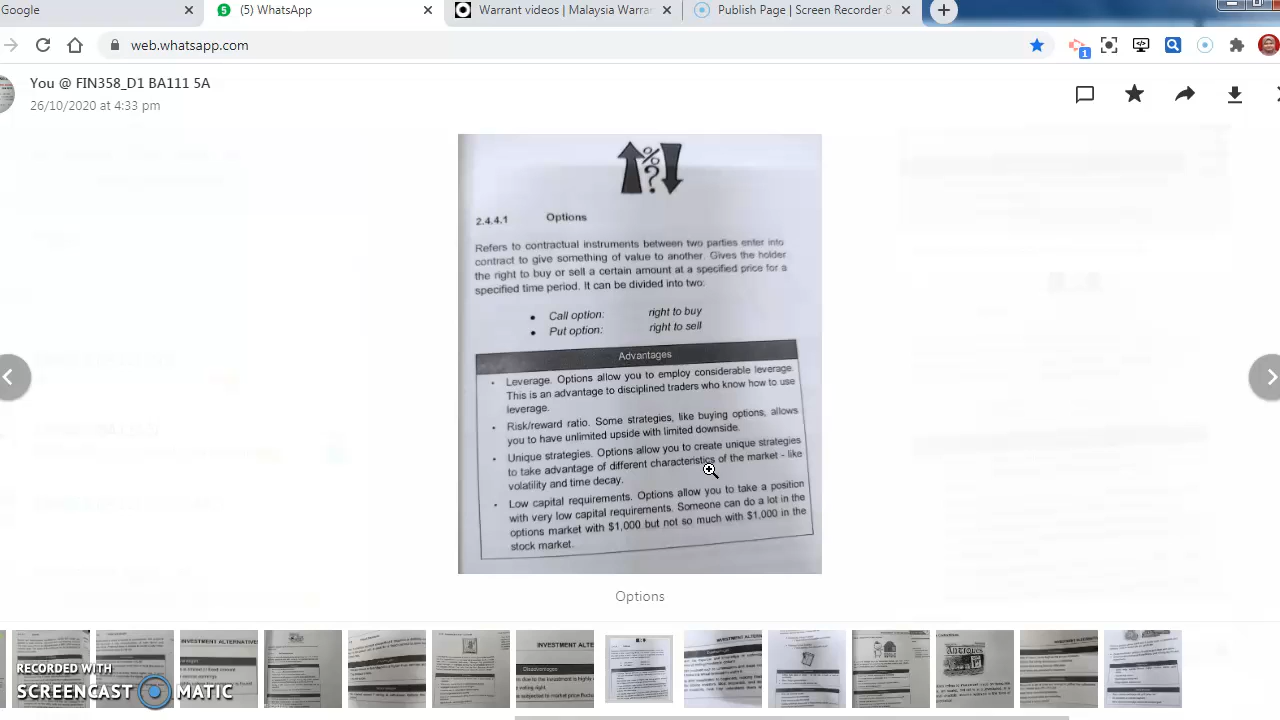 Google
(5) WhatsApp
Warrant videos | Malaysia Warra
Publish Page | Screen Recorder &
web.whatsapp.com
1
You @ FIN358_D1 BA111 5A
26/10/2020 at 4:33 pm
%
?
2.4.4.1 Options
Refers to contractual instruments between two parties enter into
contract to give something of value to another. Gives the holder
the right to buy or sell a certain amount at a specified price for a
specified time period. It can be divided into two:
• Call option: right to buy
• Put option: right to sell
Advantages
• Leverage. Options allow you to employ considerable leverage.
This is an advantage to disciplined traders who know how to use
leverage.
• Risk/reward ratio. Some strategies, like buying options, allows
you to have unlimited upside with limited downside.
• Unique strategies. Options allow you to create unique strategies
to take advantage of different characteristics of the market - like
volatility and time decay.
• Low capital requirements. Options allow you to take a position
with very low capital requirements. Someone can do a lot in the
options market with $1,000 but not so much with $1,000 in the
stock market.
Options
INVESTMENT ALTERNATIVE
INVESTMENT ALTE
Disadvantages
RECORDED WITH
SCREENCAST MATIC